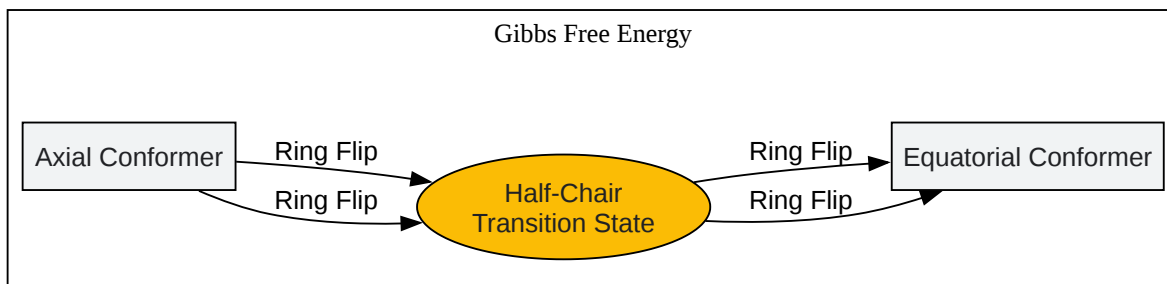 Gibbs Free Energy
Axial Conformer
Ring Flip
Ring Flip
Half-Chair
Transition State
Ring Flip
Ring Flip
Equatorial Conformer